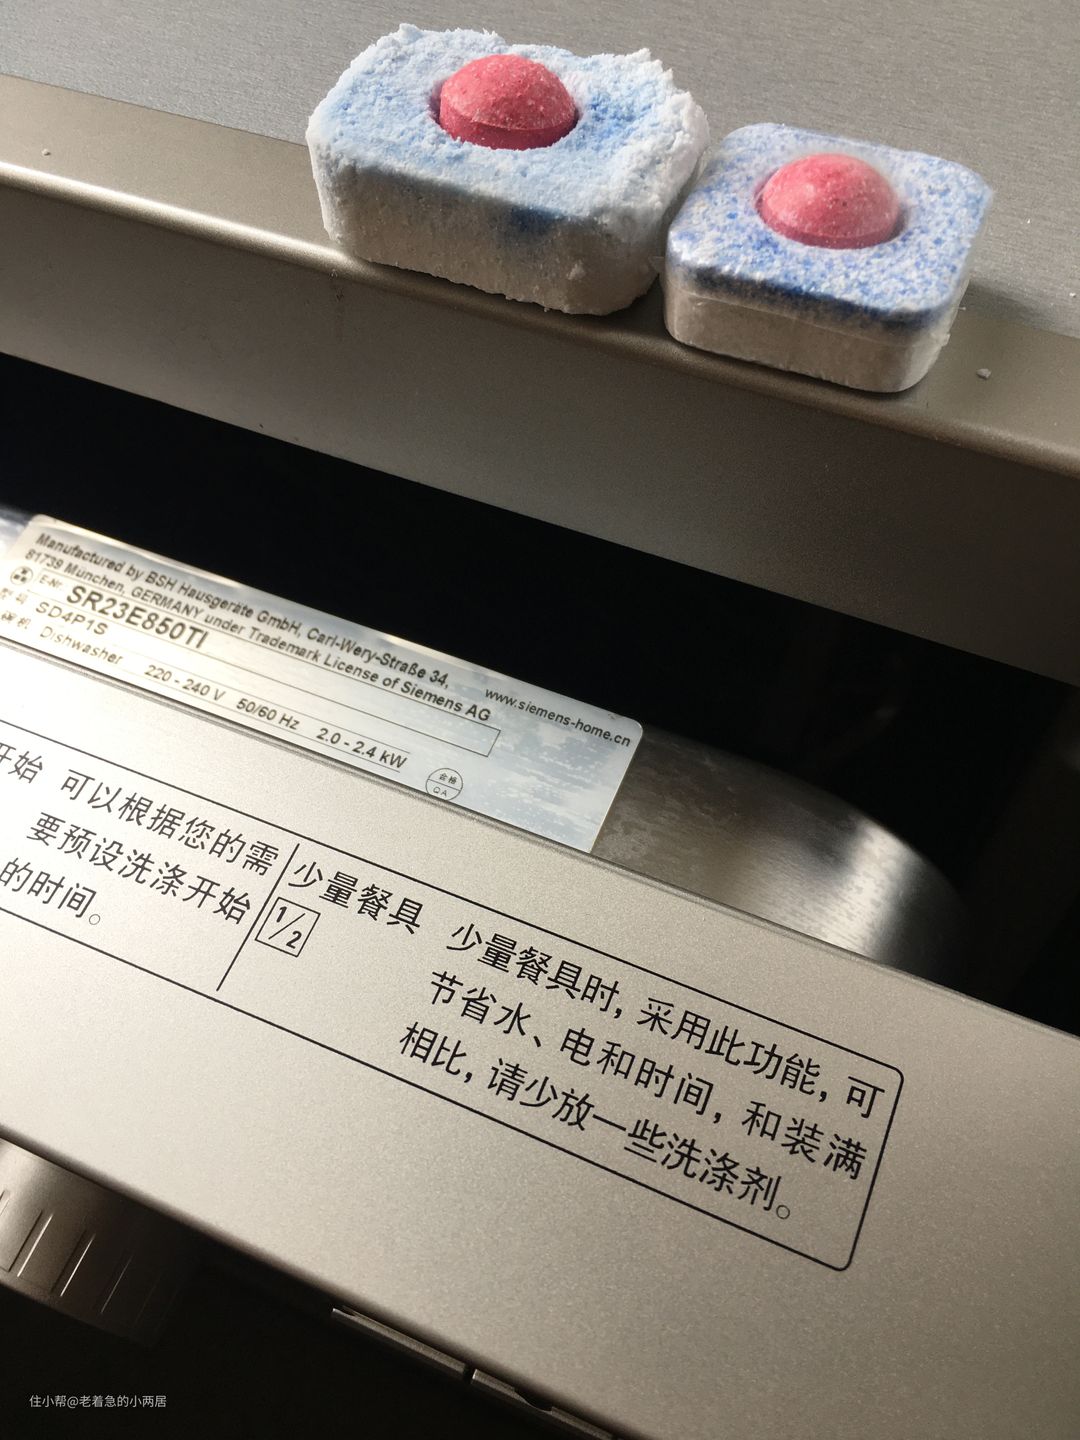 Manufactured by BSH Hausgeräte GmbH, Carl-Wery-Straße 34,
81739 München, GERMANY under Trademark License of Siemens AG
www.siemens-home.cn
E-Nr. SR23E850TI
型号 SD4P1S
Dishwasher 220 - 240 V 50/60 Hz 2.0 - 2.4 kW
合格
QA
开始 可以根据您的需
要预设洗涤开始
的时间。
少量餐具 少量餐具时, 采用此功能, 可
1/2
节省水、电和时间, 和装满
相比, 请少放一些洗涤剂。
住小帮@老着急的小两居